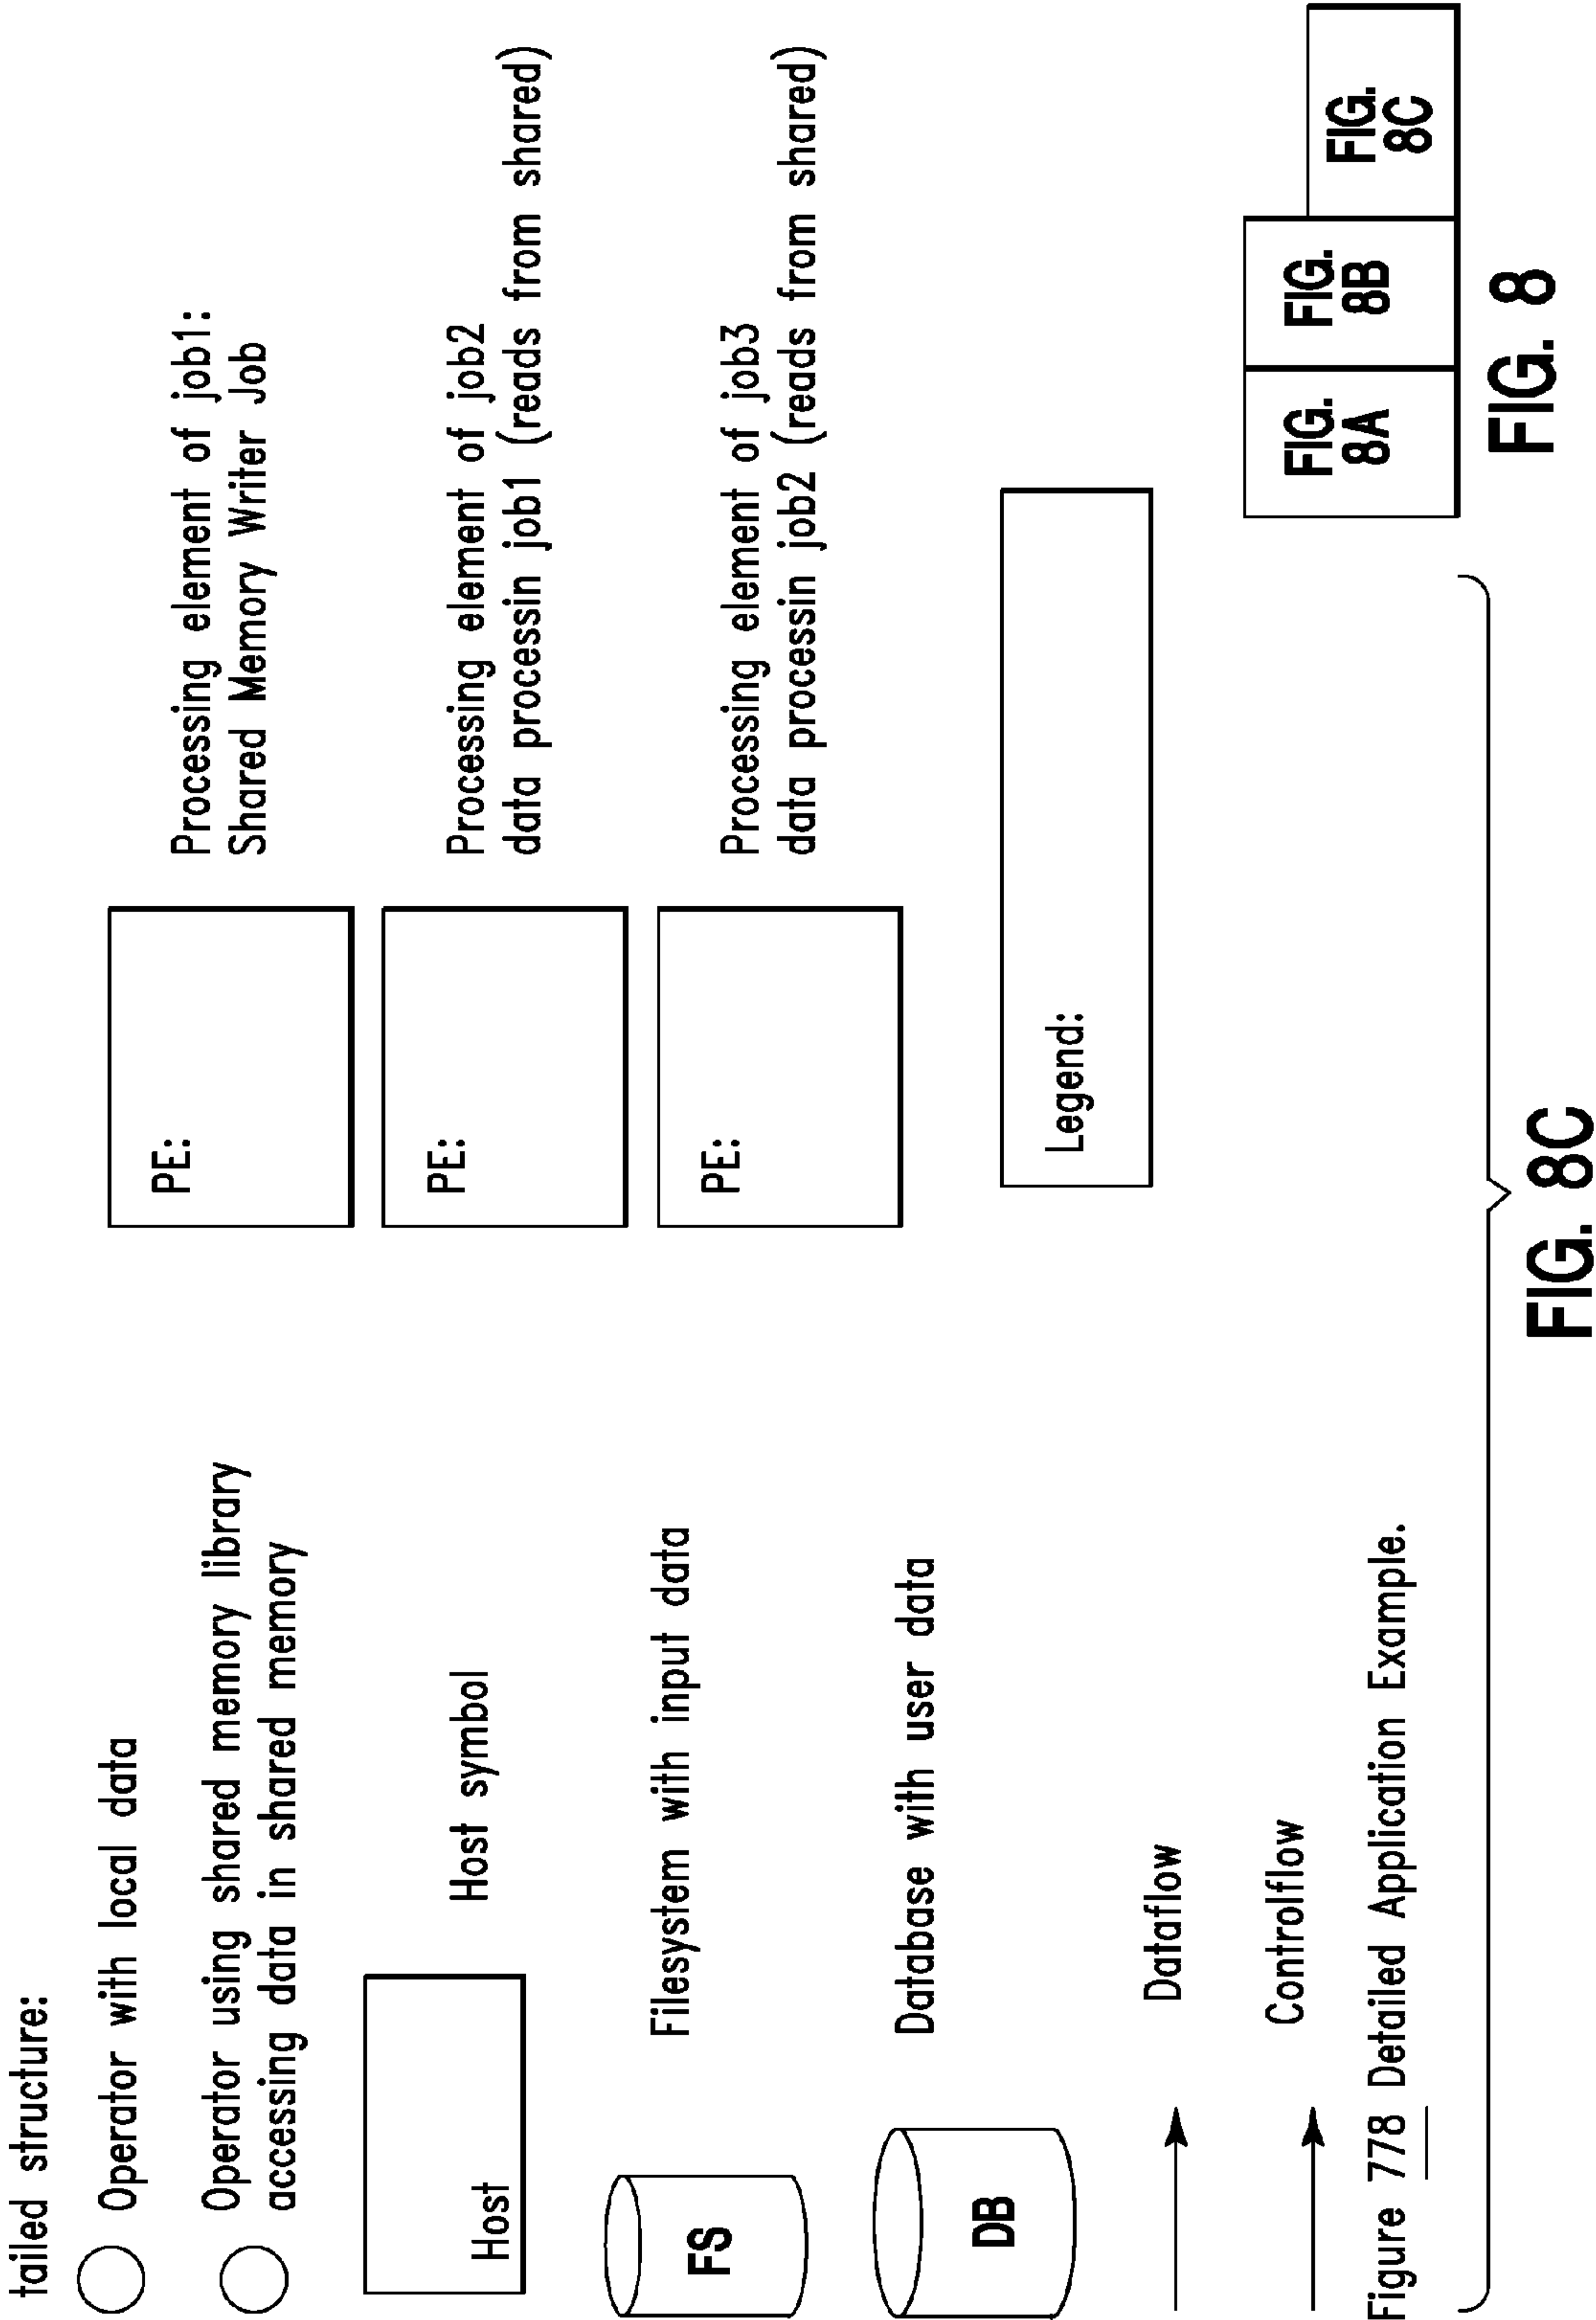 tailed structure:
Operator with local data
Operator using shared memory library
accessing data in shared memory
Host
Host symbol
FS
Filesystem with input data
DB
Database with user data
Dataflow
Controlflow
PE:
Processing element of job1:
Shared Memory Writer Job
PE:
Processing element of job2
data processin job1 (reads from shared)
PE:
Processing element of job3
data processin job2 (reads from shared)
Legend:
Figure 778 Detailed Application Example.
FIG. 8C
FIG.
8A
FIG.
8B
FIG.
8C
FIG. 8